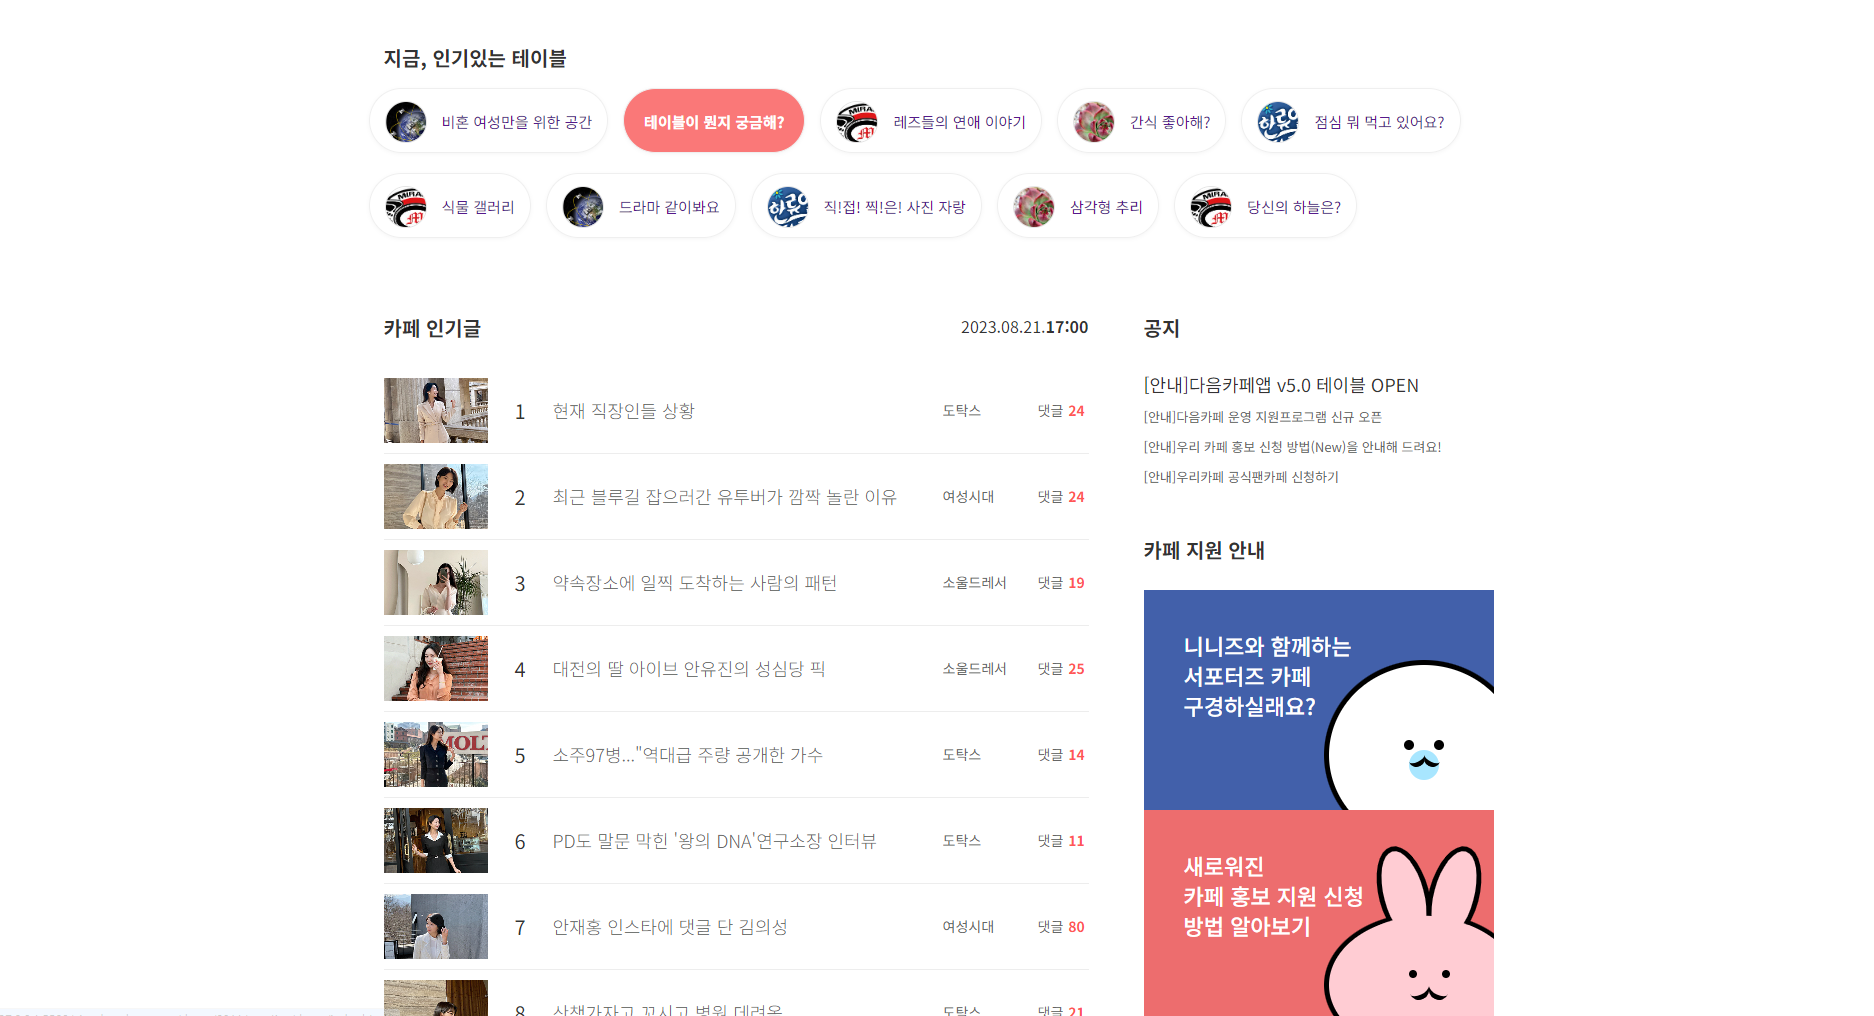 지금, 인기있는 테이블
비혼 여성만을 위한 공간
테이블이 뭔지 궁금해?
레즈들의 연애 이야기
간식 좋아해?
점심 뭐 먹고 있어요?
식물 갤러리
드라마 같이봐요
직!접! 찍!은! 사진 자랑
삼각형 추리
당신의 하늘은?
카페 인기글
2023.08.21.17:00
1 현재 직장인들 상황 도탁스 댓글 24
2 최근 블루길 잡으러간 유투버가 깜짝 놀란 이유 여성시대 댓글 24
3 약속장소에 일찍 도착하는 사람의 패턴 소울드레서 댓글 19
4 대전의 딸 아이브 안유진의 성심당 픽 소울드레서 댓글 25
5 소주97병..."역대급 주량 공개한 가수 도탁스 댓글 14
6 PD도 말문 막힌 '왕의 DNA'연구소장 인터뷰 도탁스 댓글 11
7 안재홍 인스타에 댓글 단 김의성 여성시대 댓글 80
8 산책가자고 꼬시고 병원 데려옴 도탁스 댓글 21
공지
[안내]다음카페앱 v5.0 테이블 OPEN
[안내]다음카페 운영 지원프로그램 신규 오픈
[안내]우리 카페 홍보 신청 방법(New)을 안내해 드려요!
[안내]우리카페 공식팬카페 신청하기
카페 지원 안내
니니즈와 함께하는
서포터즈 카페
구경하실래요?
새로워진
카페 홍보 지원 신청
방법 알아보기